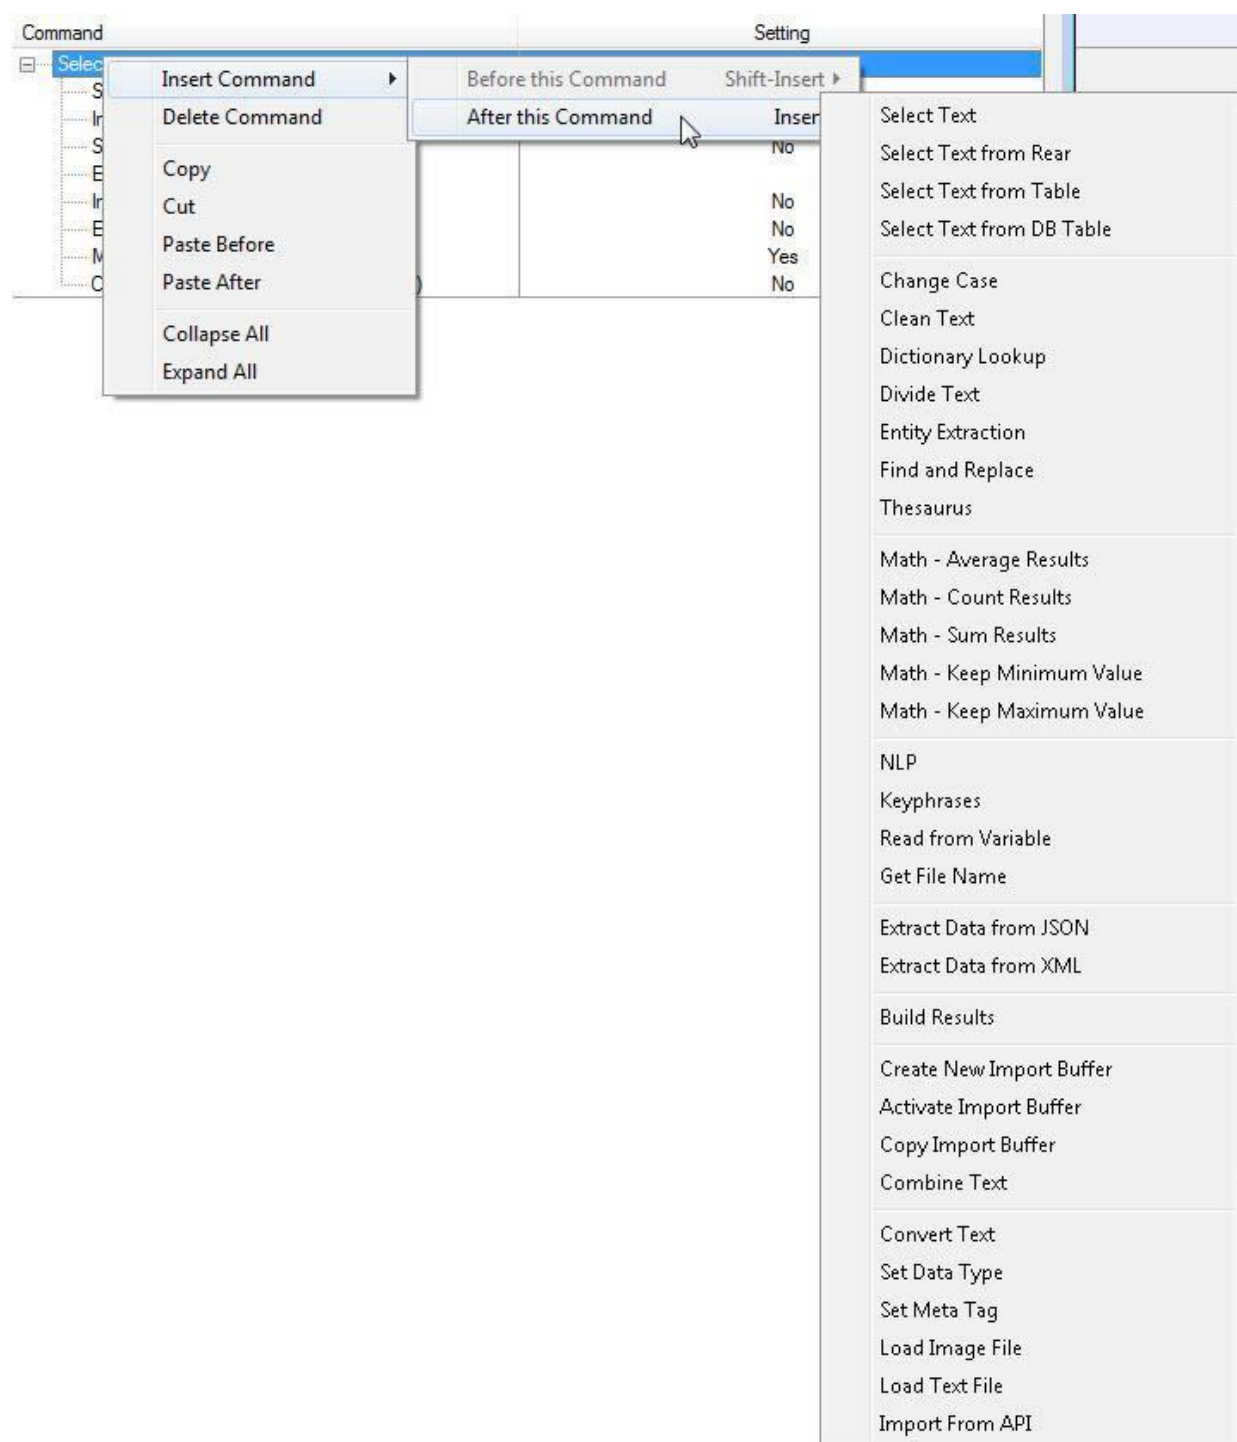 Command Setting
Insert Command
Delete Command
Copy
Cut
Paste Before
Paste After
Collapse All
Expand All
Before this Command Shift-Insert
After this Command
No
No
No
Yes
No
Select Text
Select Text from Rear
Select Text from Table
Select Text from DB Table
Change Case
Clean Text
Dictionary Lookup
Divide Text
Entity Extraction
Find and Replace
Thesaurus
Math - Average Results
Math - Count Results
Math - Sum Results
Math - Keep Minimum Value
Math - Keep Maximum Value
NLP
Keyphrases
Read from Variable
Get File Name
Extract Data from JSON
Extract Data from XML
Build Results
Create New Import Buffer
Activate Import Buffer
Copy Import Buffer
Combine Text
Convert Text
Set Data Type
Set Meta Tag
Load Image File
Load Text File
Import From API